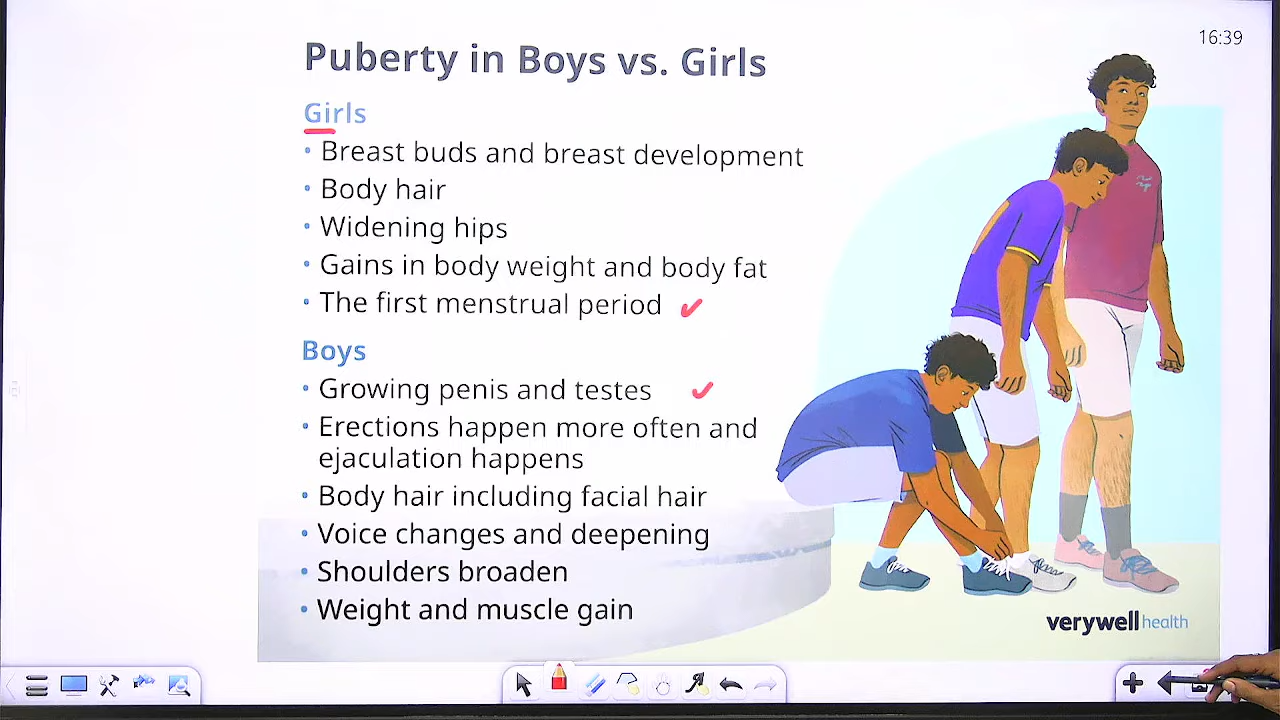 16:39
Puberty in Boys vs. Girls
Girls
• Breast buds and breast development
• Body hair
• Widening hips
• Gains in body weight and body fat
• The first menstrual period
Boys
• Growing penis and testes
• Erections happen more often and
ejaculation happens
• Body hair including facial hair
• Voice changes and deepening
• Shoulders broaden
• Weight and muscle gain
verywell health